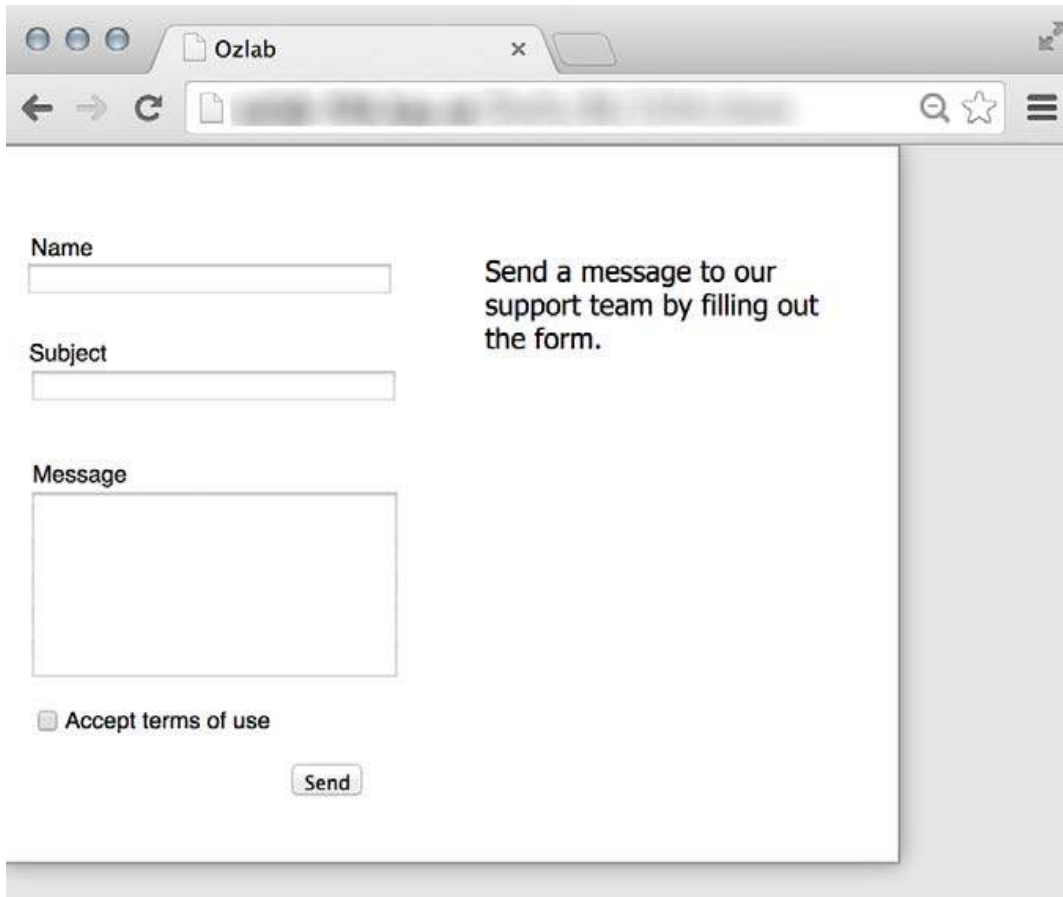 Ozlab
Name
Send a message to our
support team by filling out
the form.
Subject
Message
Accept terms of use
Send